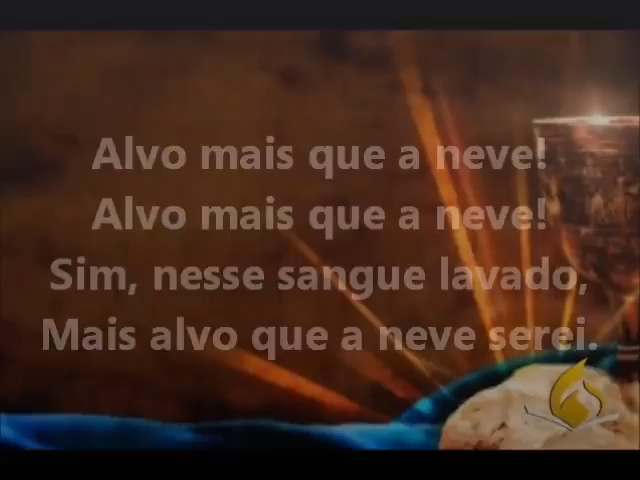 Alvo mais que a neve!
Alvo mais que a neve!
Sim, nesse sangue lavado,
Mais alvo que a neve serei.